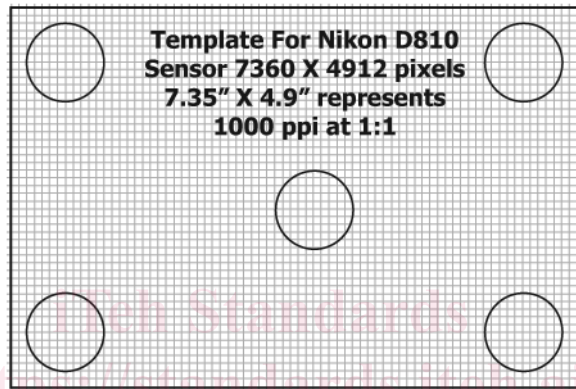 Template For Nikon D810
Sensor 7360 X 4912 pixels
7.35” X 4.9” represents
1000 ppi at 1:1
iTeh Standards